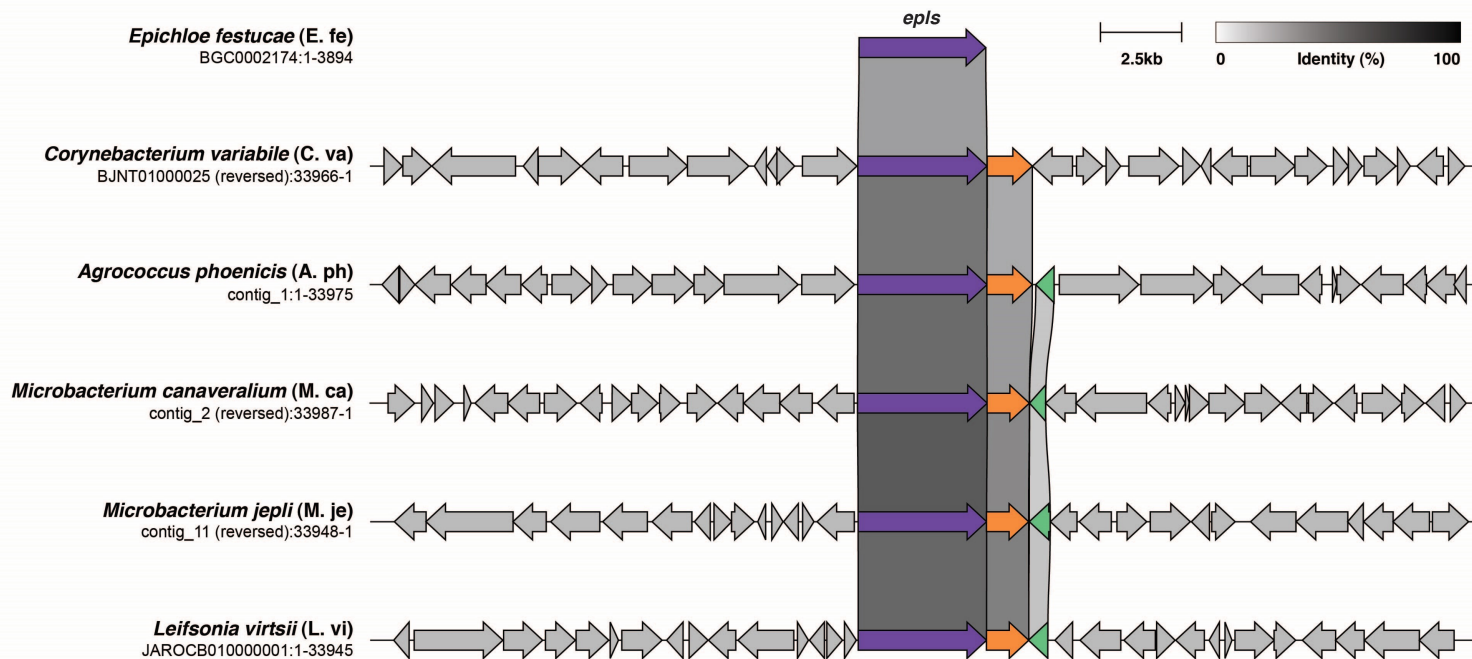 epls
Epichloe festucae (E. fe)
BGC0002174:1-3894
2.5kb
0 Identity (%) 100
Corynebacterium variabile (C. va)
BJNT01000025 (reversed):33966-1
Agrococcus phoenicis (A. ph)
contig_1:1-33975
Microbacterium canaveralium (M. ca)
contig_2 (reversed):33987-1
Microbacterium jepli (M. je)
contig_11 (reversed):33948-1
Leifsonia virtsii (L. vi)
JAROCB010000001:1-33945